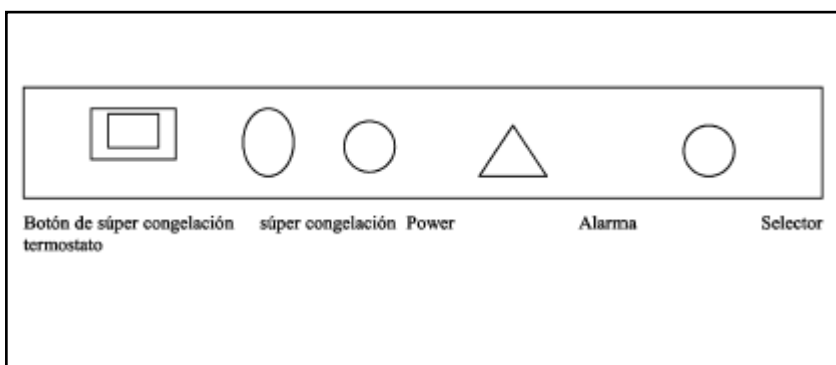 Botón de súper congelación súper congelación Power Alarma Selector
termostato